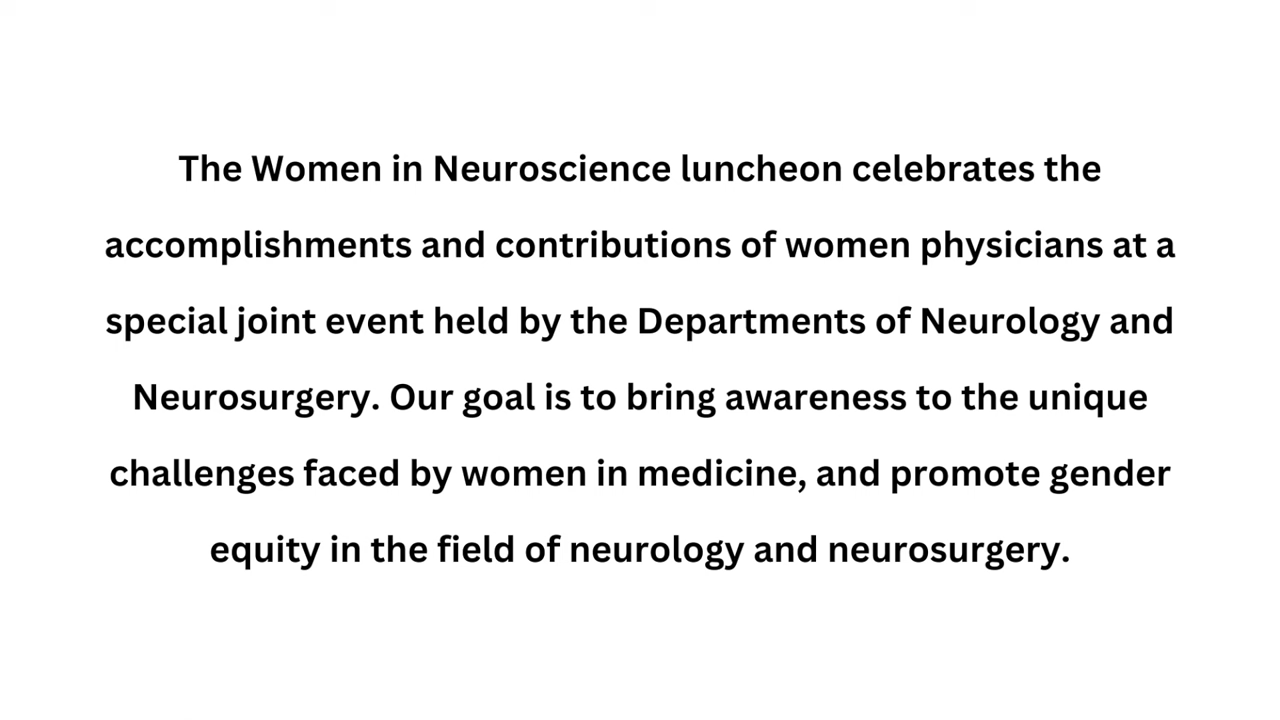 The Women in Neuroscience luncheon celebrates the
accomplishments and contributions of women physicians at a
special joint event held by the Departments of Neurology and
Neurosurgery. Our goal is to bring awareness to the unique
challenges faced by women in medicine, and promote gender
equity in the field of neurology and neurosurgery.